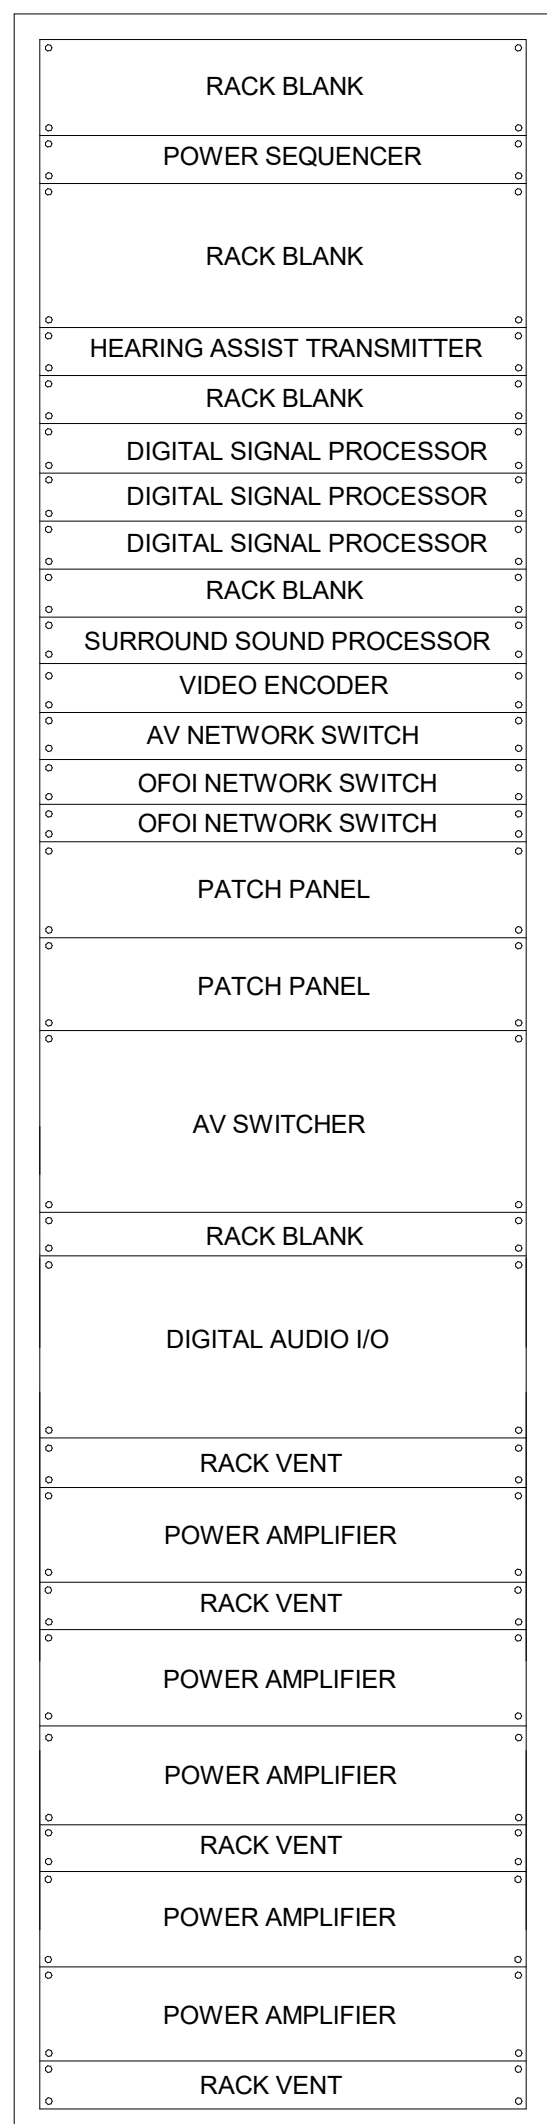 RACK BLANK
POWER SEQUENCER
RACK BLANK
HEARING ASSIST TRANSMITTER
RACK BLANK
DIGITAL SIGNAL PROCESSOR
DIGITAL SIGNAL PROCESSOR
DIGITAL SIGNAL PROCESSOR
RACK BLANK
SURROUND SOUND PROCESSOR
VIDEO ENCODER
AV NETWORK SWITCH
OFOI NETWORK SWITCH
OFOI NETWORK SWITCH
PATCH PANEL
PATCH PANEL
AV SWITCHER
RACK BLANK
DIGITAL AUDIO I/O
RACK VENT
POWER AMPLIFIER
RACK VENT
POWER AMPLIFIER
POWER AMPLIFIER
RACK VENT
POWER AMPLIFIER
POWER AMPLIFIER
RACK VENT